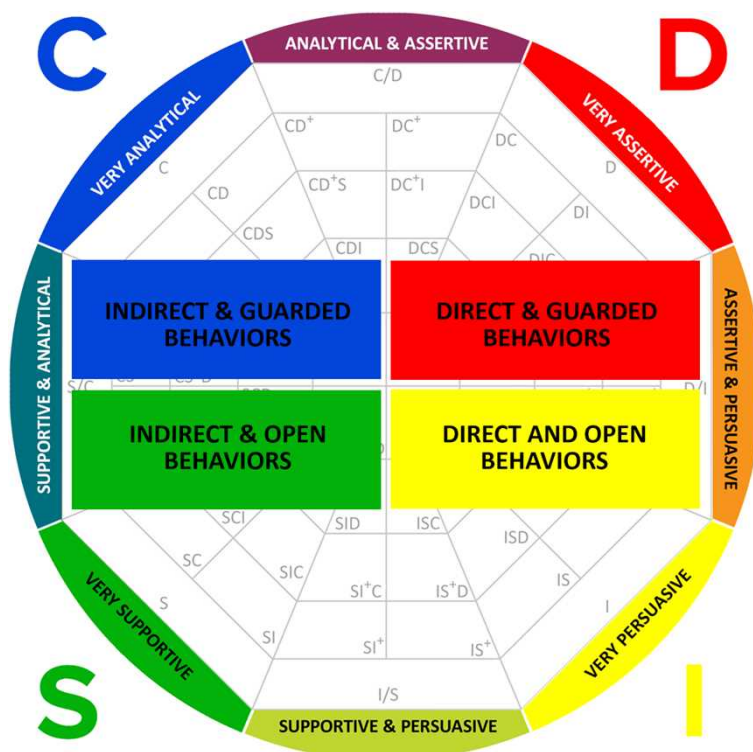 C
ANALYTICAL & ASSERTIVE
D
C/D
VERY ANALYTICAL
VERY ASSERTIVE
CD+
DC+
DC
C
D
CD
CD+S
DC+I
DCI
DI
CDS
CDI
DCS
INDIRECT & GUARDED
BEHAVIORS
DIRECT & GUARDED
BEHAVIORS
SUPPORTIVE & ANALYTICAL
ASSERTIVE & PERSUASIVE
S/C
D/I
INDIRECT & OPEN
BEHAVIORS
DIRECT AND OPEN
BEHAVIORS
SCI
SID
ISC
ISD
SC
SIC
SI+C
IS+D
IS
S
I
SI
SI+
IS+
VERY SUPPORTIVE
VERY PERSUASIVE
I/S
S
SUPPORTIVE & PERSUASIVE
I